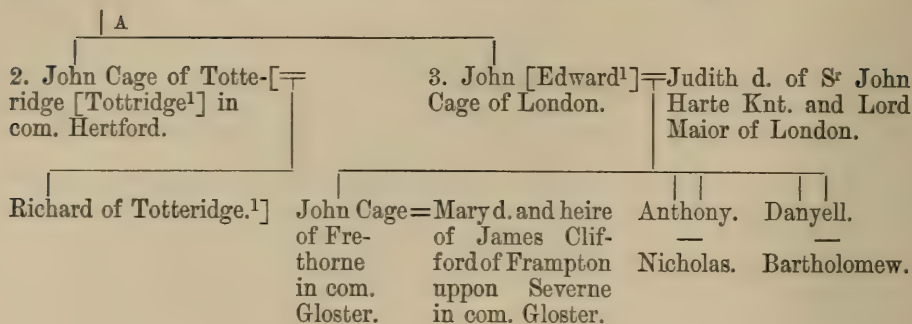 A
2. John Cage of Totte-[
ridge [Tottridge¹] in
com. Hertford.
3. John [Edward¹]=Judith d. of Sʳ John
Cage of London.
Harte Knt. and Lord
Maior of London.
Richard of Totteridge.¹]
John Cage=Mary d. and heire
of Fre-
thorne
in com.
Gloster.
of James Clif-
ford of Frampton
uppon Severne
in com. Gloster.
Anthony.
—
Nicholas.
Danyell.
—
Bartholomew.